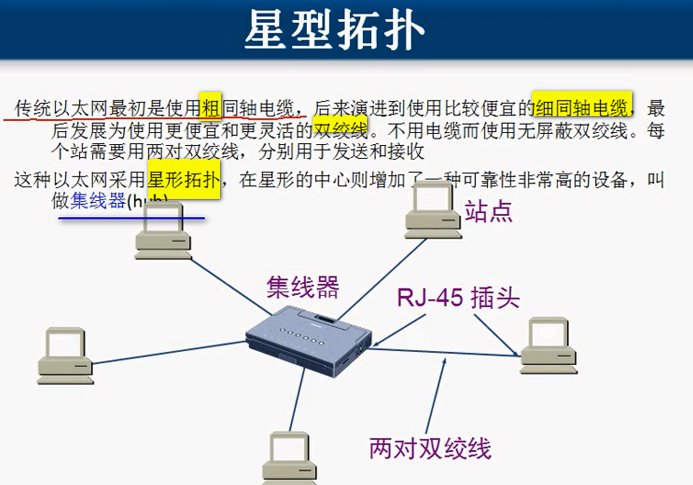 星型拓扑
传统以太网最初是使用粗同轴电缆，后来演进到使用比较便宜的细同轴电缆，最
后发展为使用更便宜和更灵活的双绞线。不用电缆而使用无屏蔽双绞线。每
个站需要用两对双绞线，分别用于发送和接收
这种以太网采用星形拓扑，在星形的中心则增加了一种可靠性非常高的设备，叫
做集线器(hub)
站点
集线器
RJ-45 插头
两对双绞线